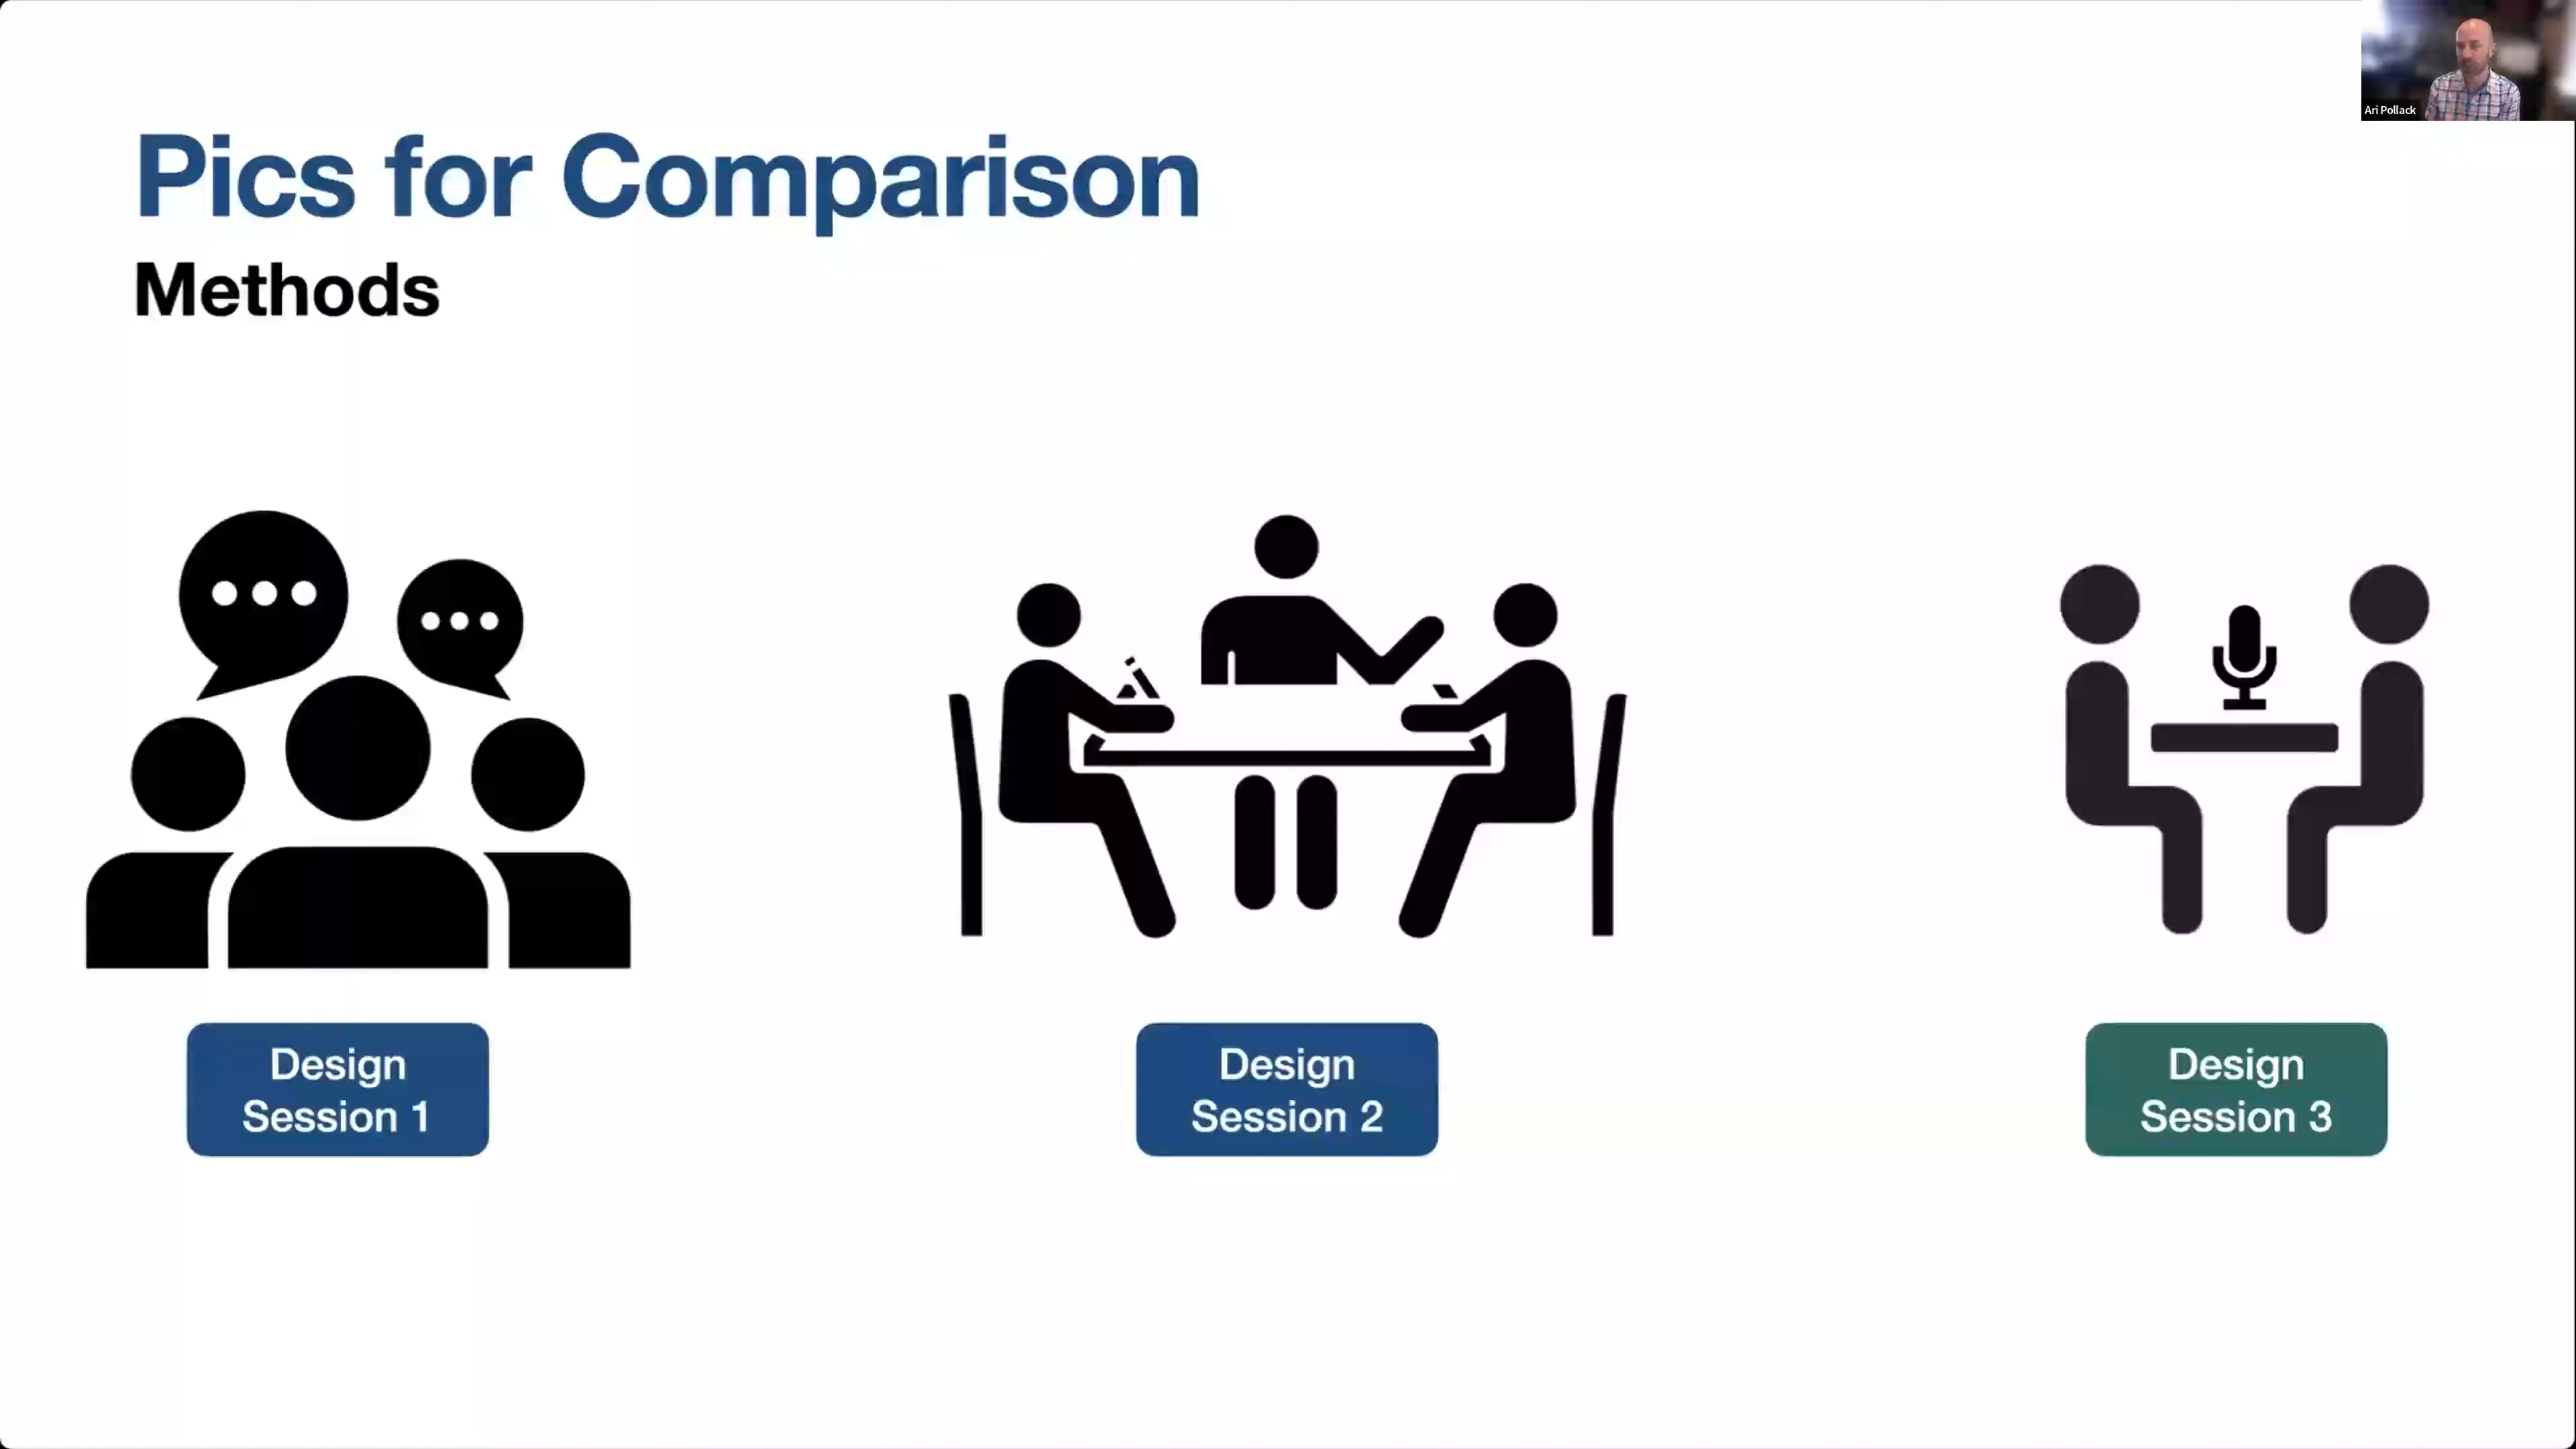 Ari Pollack
Pics for Comparison
Methods
Design
Session 1
Design
Session 2
Design
Session 3